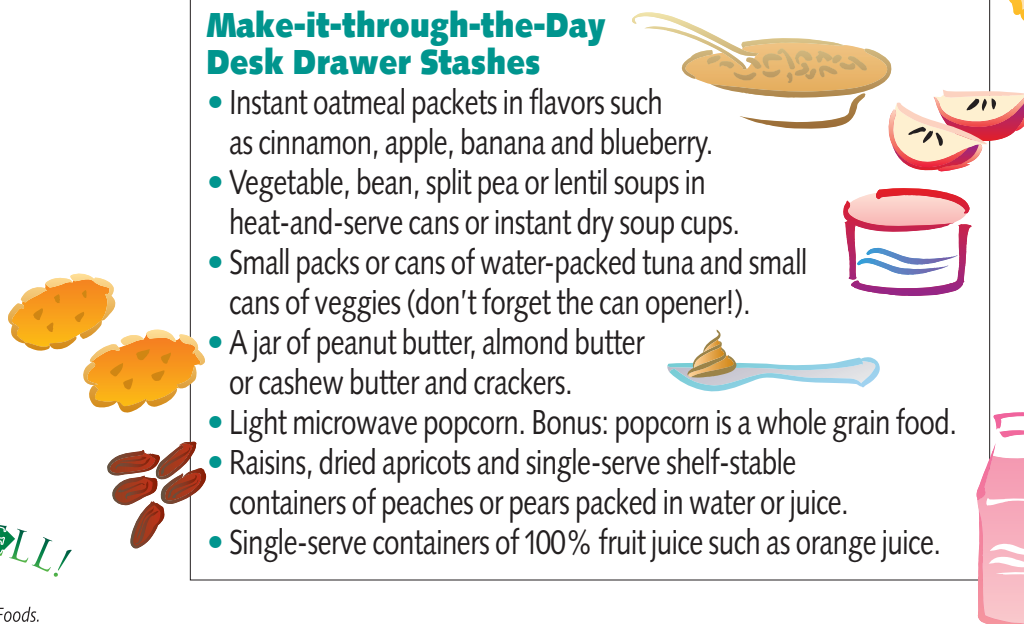 Make-it-through-the-Day
Desk Drawer Stashes
• Instant oatmeal packets in flavors such
as cinnamon, apple, banana and blueberry.
• Vegetable, bean, split pea or lentil soups in
heat-and-serve cans or instant dry soup cups.
• Small packs or cans of water-packed tuna and small
cans of veggies (don't forget the can opener!).
• A jar of peanut butter, almond butter
or cashew butter and crackers.
• Light microwave popcorn. Bonus: popcorn is a whole grain food.
• Raisins, dried apricots and single-serve shelf-stable
containers of peaches or pears packed in water or juice.
• Single-serve containers of 100% fruit juice such as orange juice.
LL!
Foods.